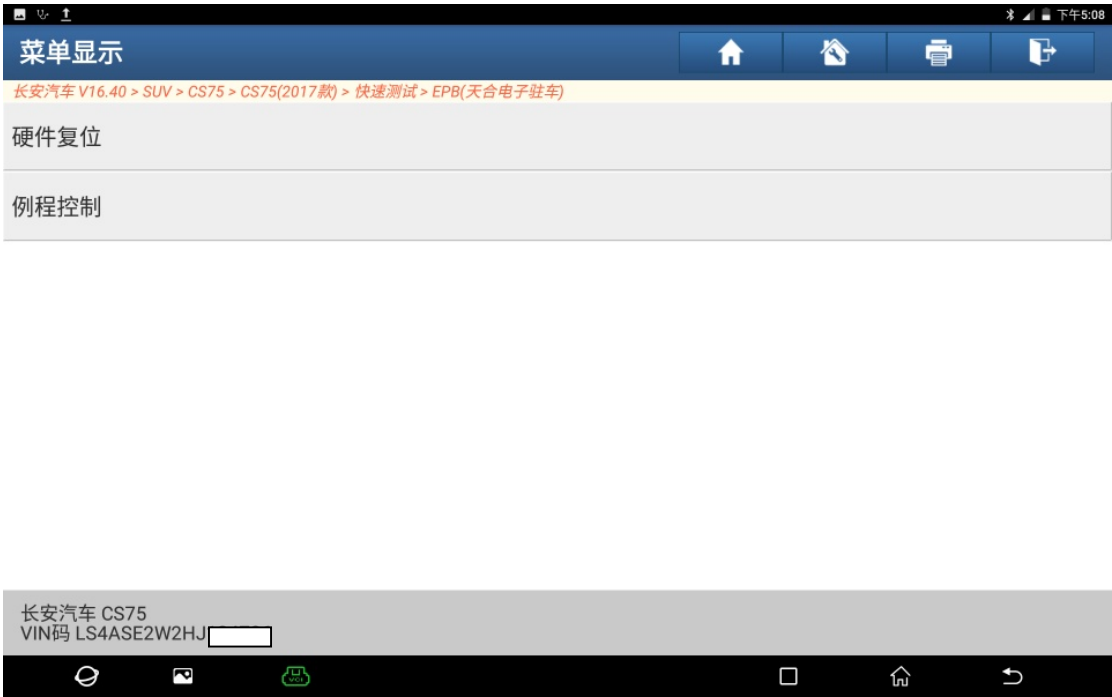 下午5:08
菜单显示
长安汽车 V16.40 > SUV > CS75 > CS75(2017款) > 快速测试 > EPB(天合电子驻车)
硬件复位
例程控制
长安汽车 CS75
VIN码 LS4ASE2W2HJ
VCI